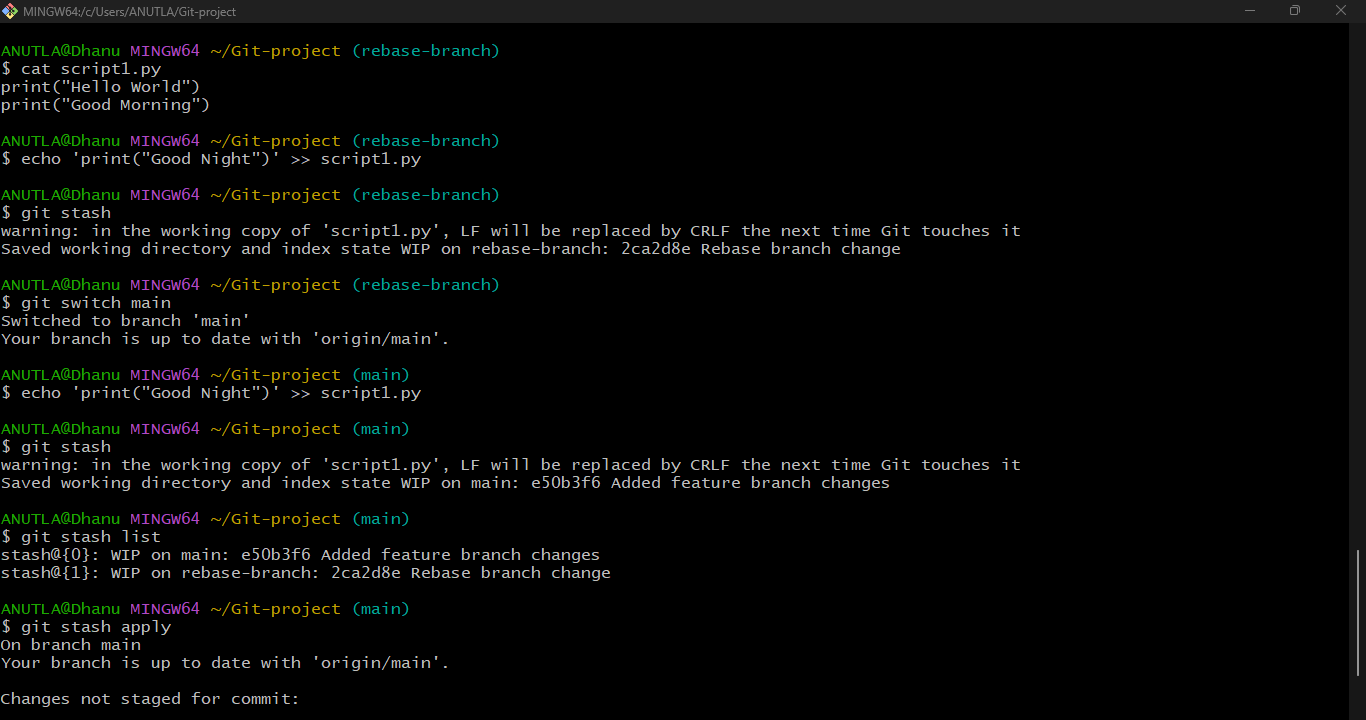 MINGW64:/c/Users/ANUTLA/Git-project
ANUTLA@Dhanu MINGW64 ~/Git-project (rebase-branch)
$ cat script1.py
print("Hello World")
print("Good Morning")
ANUTLA@Dhanu MINGW64 ~/Git-project (rebase-branch)
$ echo 'print("Good Night")' >> script1.py
ANUTLA@Dhanu MINGW64 ~/Git-project (rebase-branch)
$ git stash
warning: in the working copy of 'script1.py', LF will be replaced by CRLF the next time Git touches it
Saved working directory and index state WIP on rebase-branch: 2ca2d8e Rebase branch change
ANUTLA@Dhanu MINGW64 ~/Git-project (rebase-branch)
$ git switch main
Switched to branch 'main'
Your branch is up to date with 'origin/main'.
ANUTLA@Dhanu MINGW64 ~/Git-project (main)
$ echo 'print("Good Night")' >> script1.py
ANUTLA@Dhanu MINGW64 ~/Git-project (main)
$ git stash
warning: in the working copy of 'script1.py', LF will be replaced by CRLF the next time Git touches it
Saved working directory and index state WIP on main: e50b3f6 Added feature branch changes
ANUTLA@Dhanu MINGW64 ~/Git-project (main)
$ git stash list
stash@{0}: WIP on main: e50b3f6 Added feature branch changes
stash@{1}: WIP on rebase-branch: 2ca2d8e Rebase branch change
ANUTLA@Dhanu MINGW64 ~/Git-project (main)
$ git stash apply
On branch main
Your branch is up to date with 'origin/main'.
Changes not staged for commit: